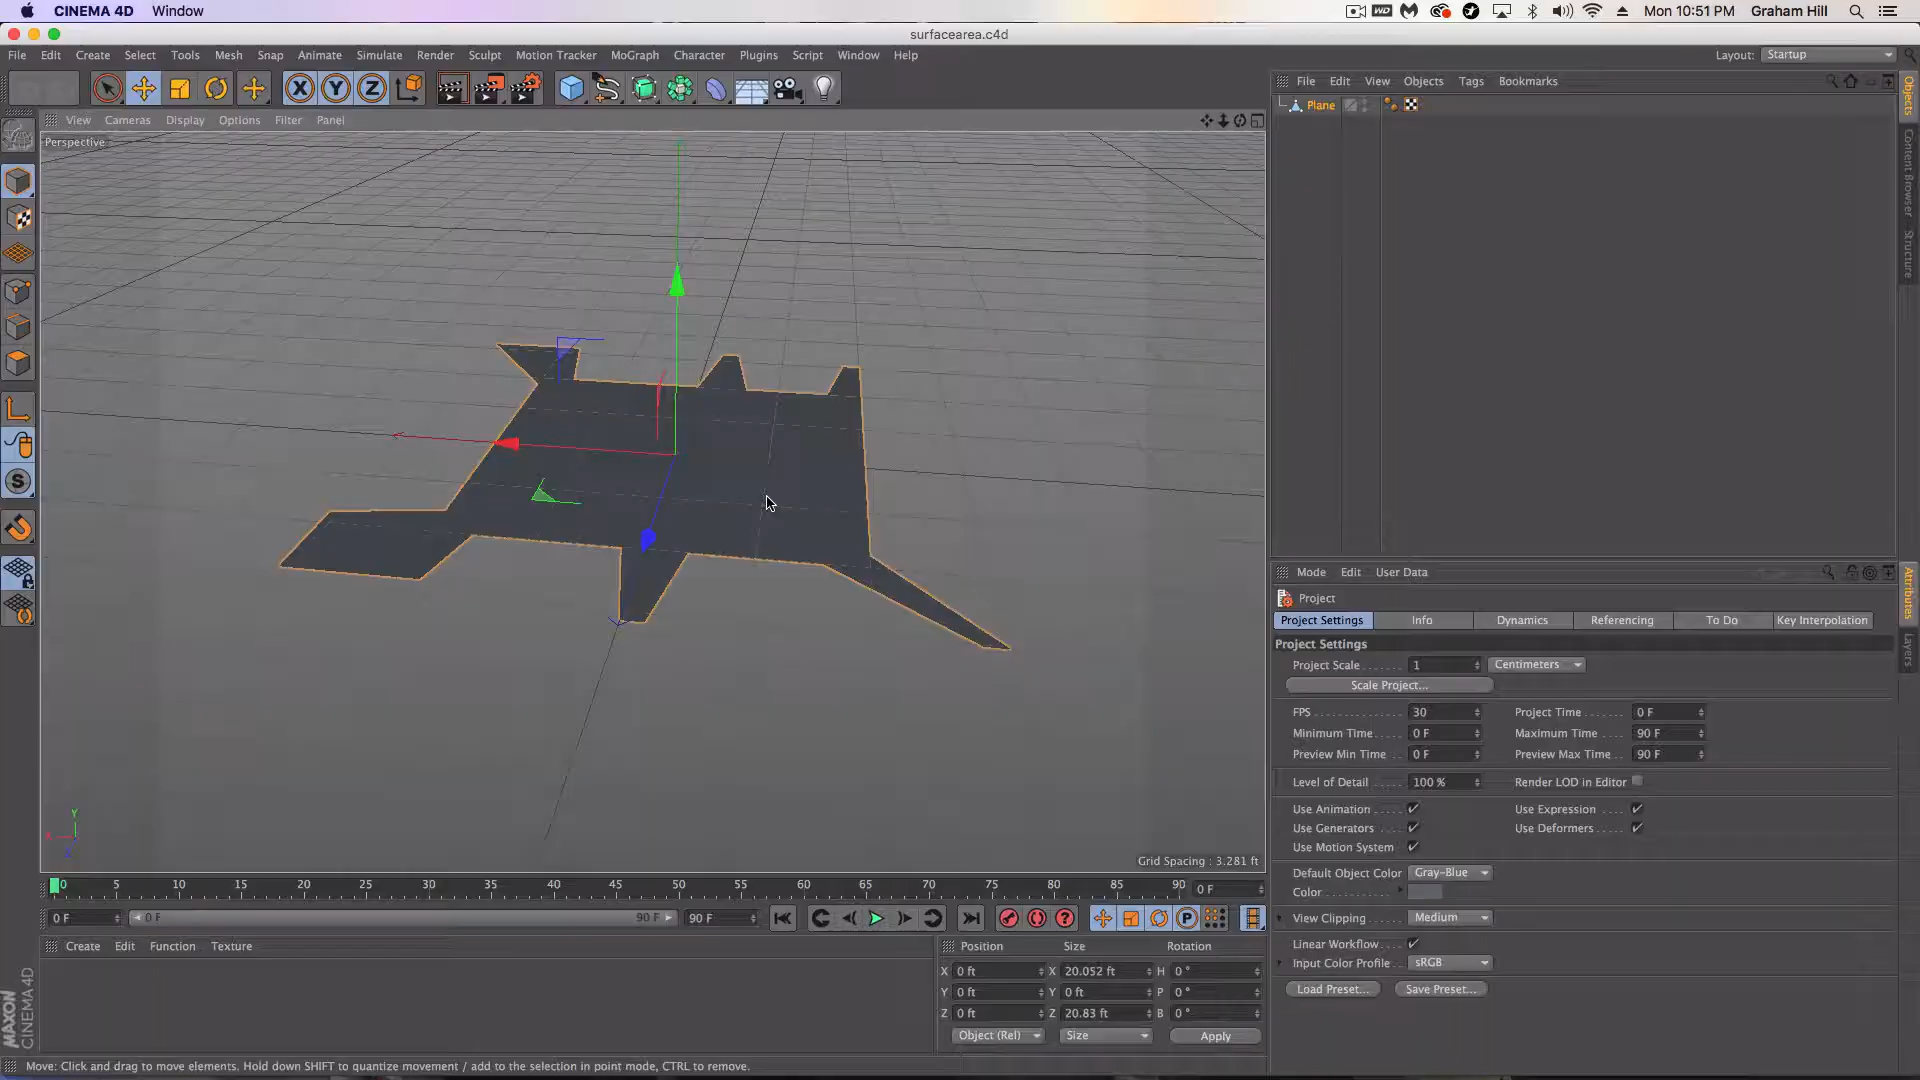 CINEMA 4D Window Mon 10:51 PM Graham Hill
surfacearea.c4d
File Edit Create Select Tools Mesh Snap Animate Simulate Render Sculpt Motion Tracker MoGraph Character Plugins Script Window Help Layout: Startup
X Y Z
File Edit View Objects Tags Bookmarks
Plane
Objects
Content Browser
Structure
View Cameras Display Options Filter Panel
Perspective
Y
X
Z
Grid Spacing : 3.281 ft
Mode Edit User Data
Project
Project Settings Info Dynamics Referencing To Do Key Interpolation
Project Settings
Project Scale 1 Centimeters
Scale Project...
FPS 30 Project Time 0 F
Minimum Time 0 F Maximum Time 90 F
Preview Min Time 0 F Preview Max Time 90 F
Level of Detail 100 % Render LOD in Editor
Use Animation Use Expression
Use Generators Use Deformers
Use Motion System
Default Object Color Gray-Blue
Color
View Clipping Medium
Linear Workflow
Input Color Profile sRGB
Load Preset... Save Preset...
Attributes
Layers
0 5 10 15 20 25 30 35 40 45 50 55 60 65 70 75 80 85 90 0 F
0 F 0 F 90 F 90 F
P
Create Edit Function Texture
Position Size Rotation
X 0 ft X 20.052 ft H 0 °
Y 0 ft Y 0 ft P 0 °
Z 0 ft Z 20.83 ft B 0 °
Object (Rel) Size Apply
MAXON
CINEMA 4D
Move: Click and drag to move elements. Hold down SHIFT to quantize movement / add to the selection in point mode, CTRL to remove.